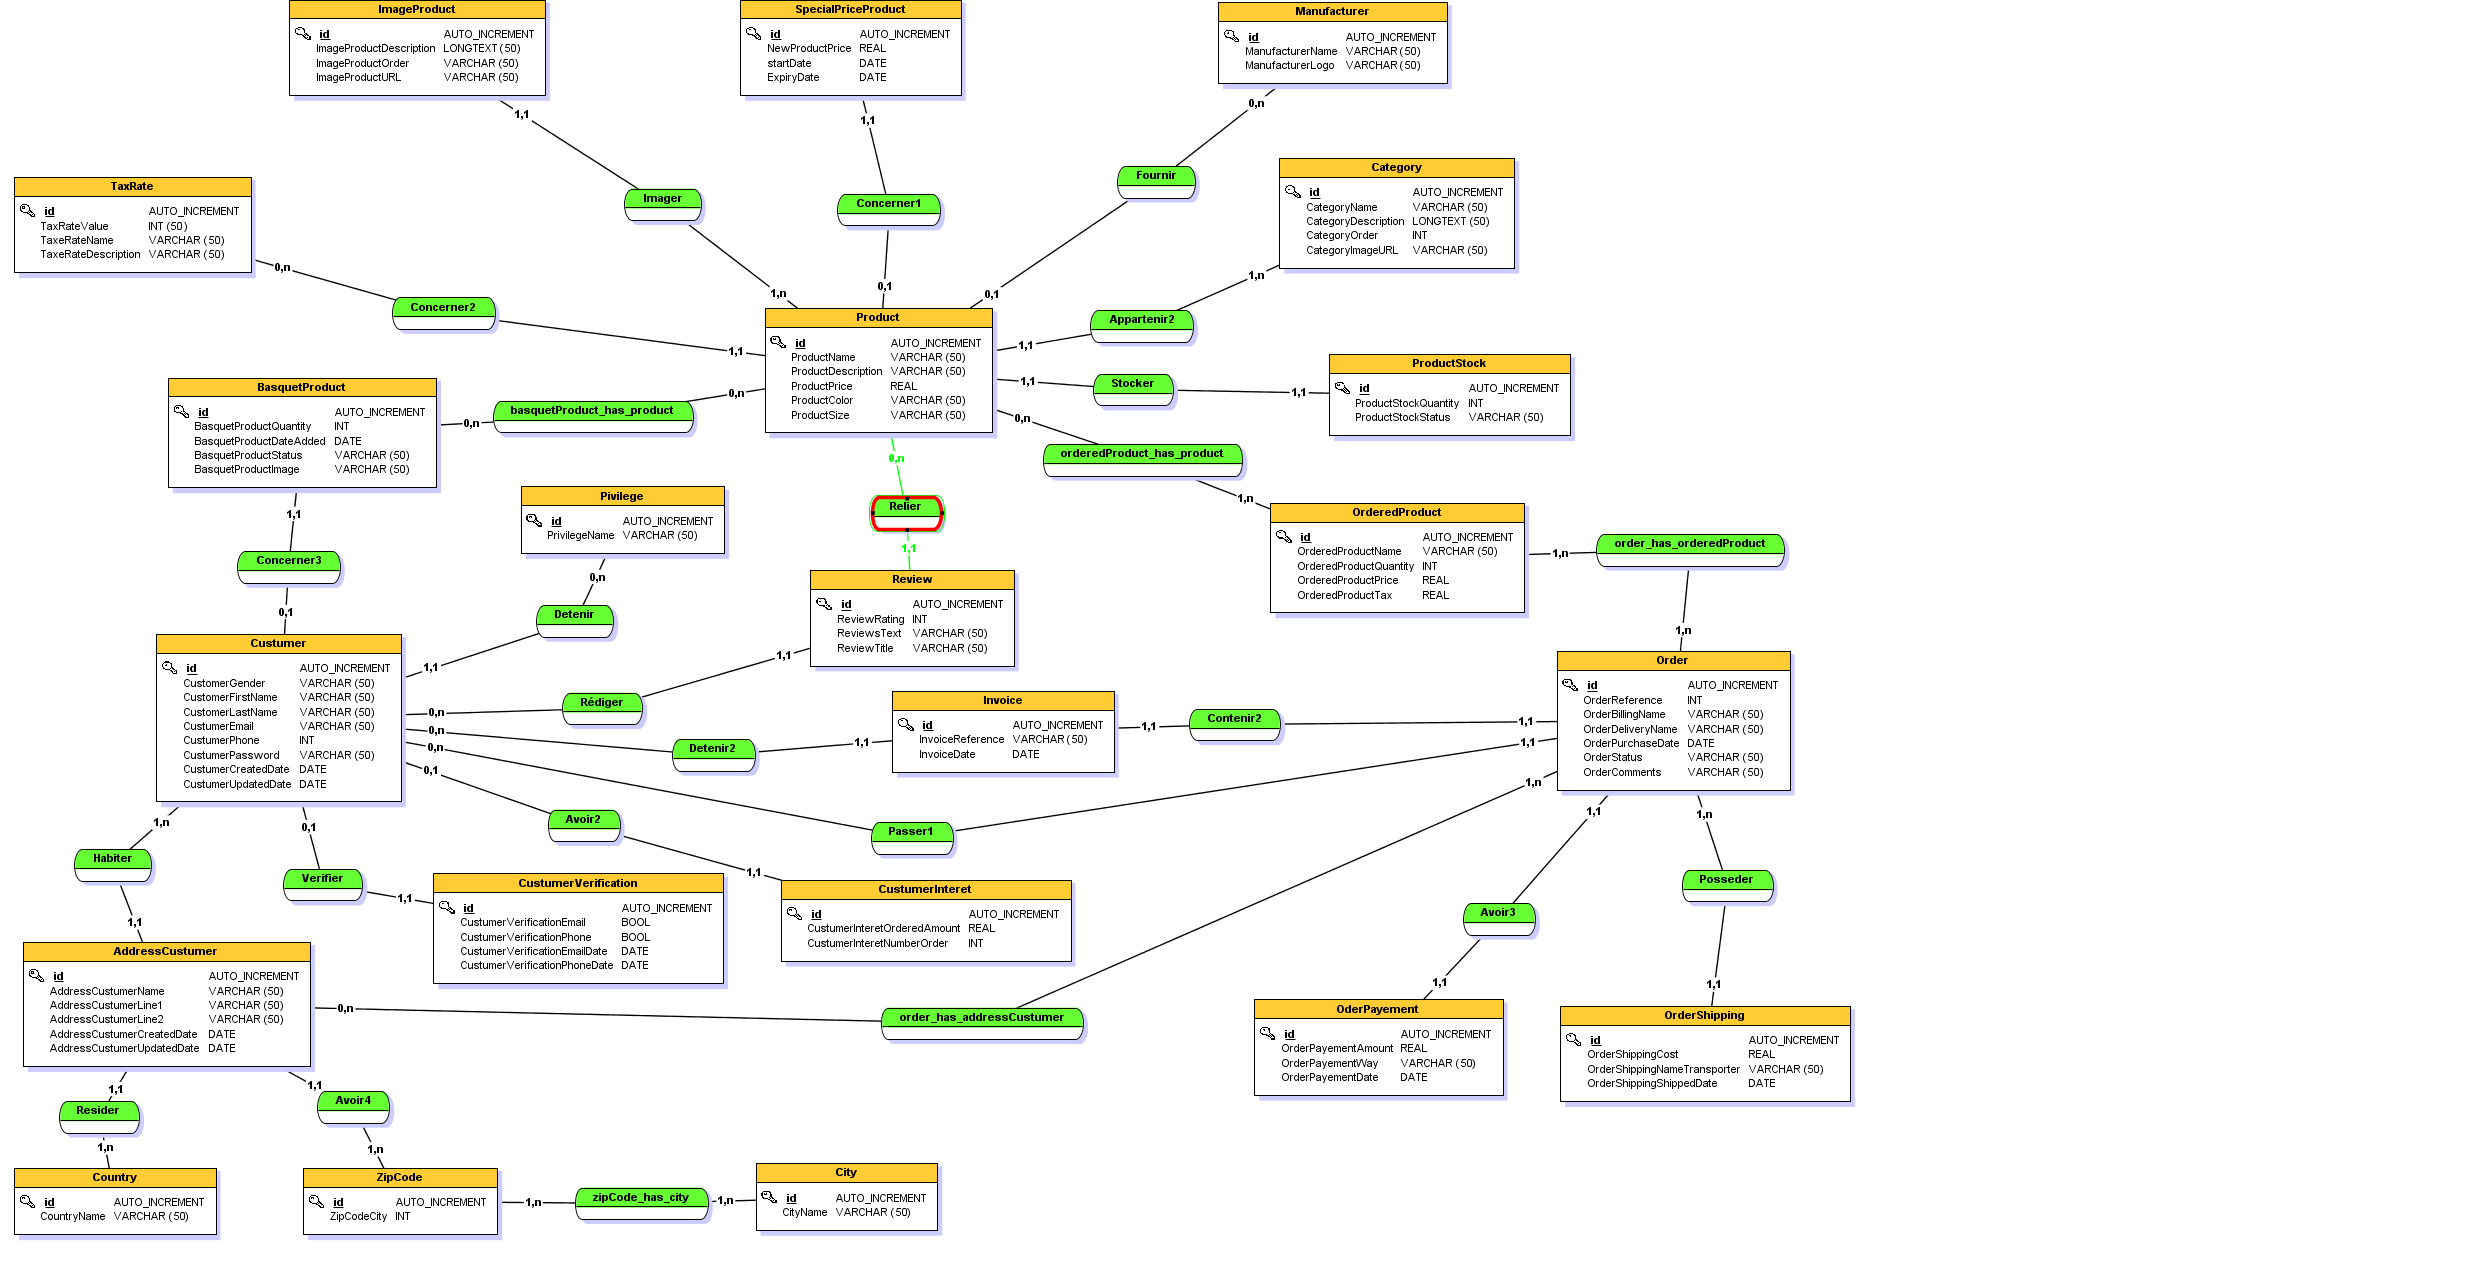 ImageProduct
id AUTO_INCREMENT
ImageProductDescription LONGTEXT (50)
ImageProductOrder VARCHAR (50)
ImageProductURL VARCHAR (50)
1,1
Imager
1,n
SpecialPriceProduct
id AUTO_INCREMENT
NewProductPrice REAL
startDate DATE
ExpiryDate DATE
1,1
Concerner1
0,1
Manufacturer
id AUTO_INCREMENT
ManufacturerName VARCHAR (50)
ManufacturerLogo VARCHAR (50)
0,n
Fournir
0,1
Category
id AUTO_INCREMENT
CategoryName VARCHAR (50)
CategoryDescription LONGTEXT (50)
CategoryOrder INT
CategoryImageURL VARCHAR (50)
1,n
Appartenir2
1,1
TaxRate
id AUTO_INCREMENT
TaxRateValue INT (50)
TaxeRateName VARCHAR (50)
TaxeRateDescription VARCHAR (50)
0,n
Concerner2
1,1
Product
id AUTO_INCREMENT
ProductName VARCHAR (50)
ProductDescription VARCHAR (50)
ProductPrice REAL
ProductColor VARCHAR (50)
ProductSize VARCHAR (50)
1,1
Stocker
1,1
ProductStock
id AUTO_INCREMENT
ProductStockQuantity INT
ProductStockStatus VARCHAR (50)
BasquetProduct
id AUTO_INCREMENT
BasquetProductQuantity INT
BasquetProductDateAdded DATE
BasquetProductStatus VARCHAR (50)
BasquetProductImage VARCHAR (50)
0,n
basquetProduct_has_product
0,n
0,n
orderedProduct_has_product
1,n
0,n
Relier
1,1
OrderedProduct
id AUTO_INCREMENT
OrderedProductName VARCHAR (50)
OrderedProductQuantity INT
OrderedProductPrice REAL
OrderedProductTax REAL
1,n
order_has_orderedProduct
1,n
1,1
Concerner3
0,1
Pivilege
id AUTO_INCREMENT
PrivilegeName VARCHAR (50)
0,n
Detenir
1,1
Review
id AUTO_INCREMENT
ReviewRating INT
ReviewsText VARCHAR (50)
ReviewTitle VARCHAR (50)
1,1
Rédiger
0,n
Custumer
id AUTO_INCREMENT
CustomerGender VARCHAR (50)
CustomerFirstName VARCHAR (50)
CustomerLastName VARCHAR (50)
CusturmerEmail VARCHAR (50)
CustumerPhone INT
CustumerPassword VARCHAR (50)
CustumerCreatedDate DATE
CustumerUpdatedDate DATE
0,n
Detenir2
1,1
Invoice
id AUTO_INCREMENT
InvoiceReference VARCHAR (50)
InvoiceDate DATE
1,1
Contenir2
1,1
Order
id AUTO_INCREMENT
OrderReference INT
OrderBillingName VARCHAR (50)
OrderDeliveryName VARCHAR (50)
OrderPurchaseDate DATE
OrderStatus VARCHAR (50)
OrderComments VARCHAR (50)
0,n
Passer1
1,1
0,1
Avoir2
1,1
1,n
Habiter
1,1
0,1
Verifier
1,1
CustumerVerification
id AUTO_INCREMENT
CustumerVerificationEmail BOOL
CustumerVerificationPhone BOOL
CustumerVerificationEmailDate DATE
CustumerVerificationPhoneDate DATE
CustumerInteret
id AUTO_INCREMENT
CustumerInteretOrderedAmount REAL
CustumerInteretNumberOrder INT
1,n
1,1
Avoir3
1,1
1,n
Posseder
1,1
AddressCustumer
id AUTO_INCREMENT
AddressCustumerName VARCHAR (50)
AddressCustumerLine1 VARCHAR (50)
AddressCustumerLine2 VARCHAR (50)
AddressCustumerCreatedDate DATE
AddressCustumerUpdatedDate DATE
0,n
order_has_addressCustumer
OderPayement
id AUTO_INCREMENT
OrderPayementAmount REAL
OrderPayementWay VARCHAR (50)
OrderPayementDate DATE
OrderShipping
id AUTO_INCREMENT
OrderShippingCost REAL
OrderShippingNameTransporter VARCHAR (50)
OrderShippingShippedDate DATE
1,1
Resider
1,n
1,1
Avoir4
1,n
Country
id AUTO_INCREMENT
CountryName VARCHAR (50)
ZipCode
id AUTO_INCREMENT
ZipCodeCity INT
1,n
zipCode_has_city
1,n
City
id AUTO_INCREMENT
CityName VARCHAR (50)